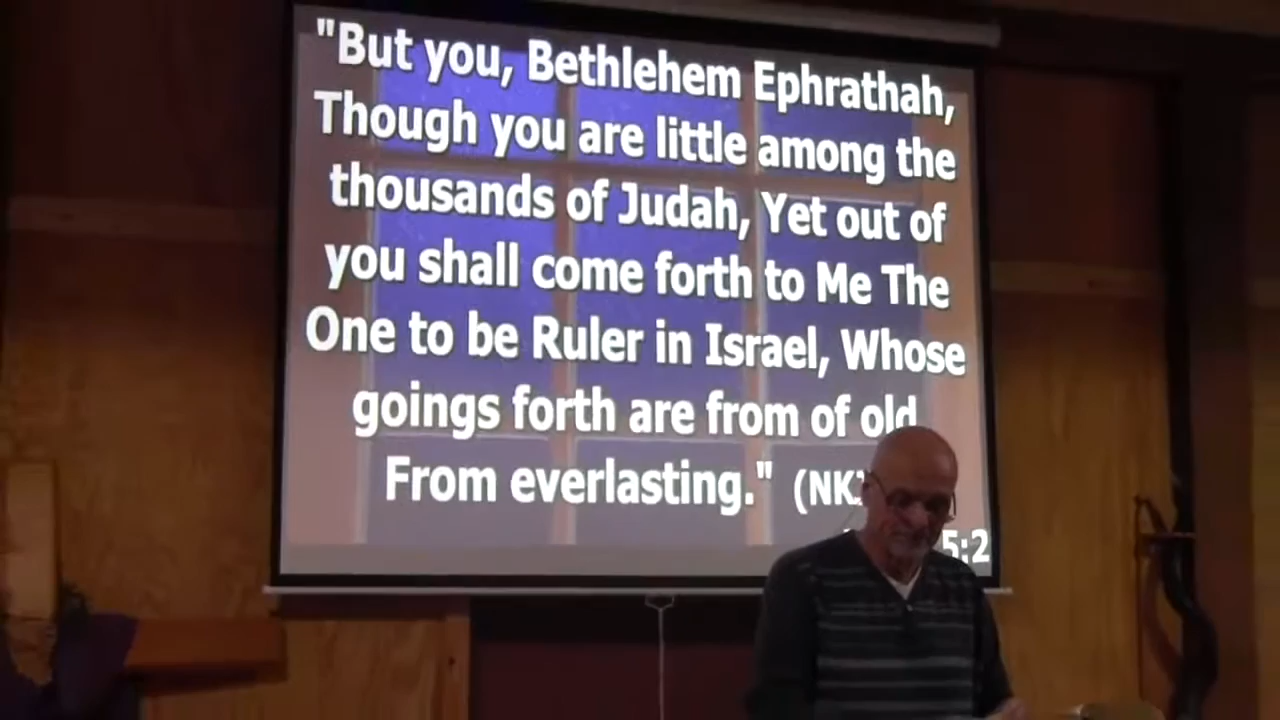 "But you, Bethlehem Ephrathah,
Though you are little among the
thousands of Judah, Yet out of
you shall come forth to Me The
One to be Ruler in Israel, Whose
goings forth are from of old
From everlasting." (NK
5:2